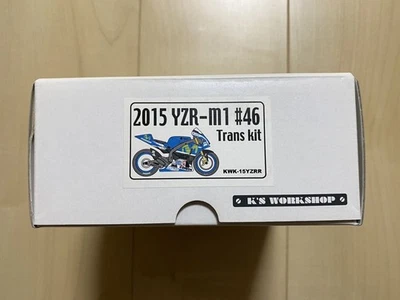 2015 YZR-M1 #46
Trans kit
KWK-15YZRR
K'S WORKSHOP